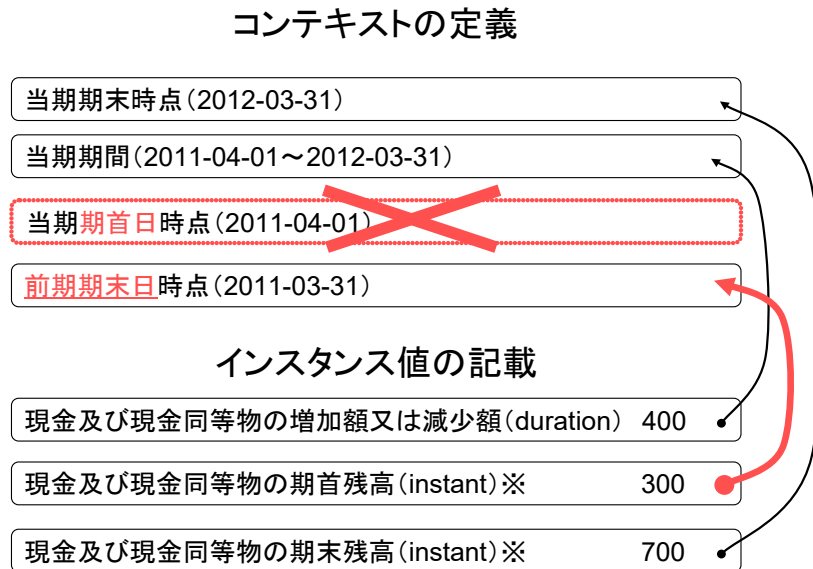 コンテキストの定義
当期期末時点（2012-03-31）
当期期間（2011-04-01～2012-03-31）
当期期首日時点（2011-04-01）
前期期末日時点（2011-03-31）
インスタンス値の記載
現金及び現金同等物の増加額又は減少額（duration） 400
現金及び現金同等物の期首残高（instant）※ 300
現金及び現金同等物の期末残高（instant）※ 700